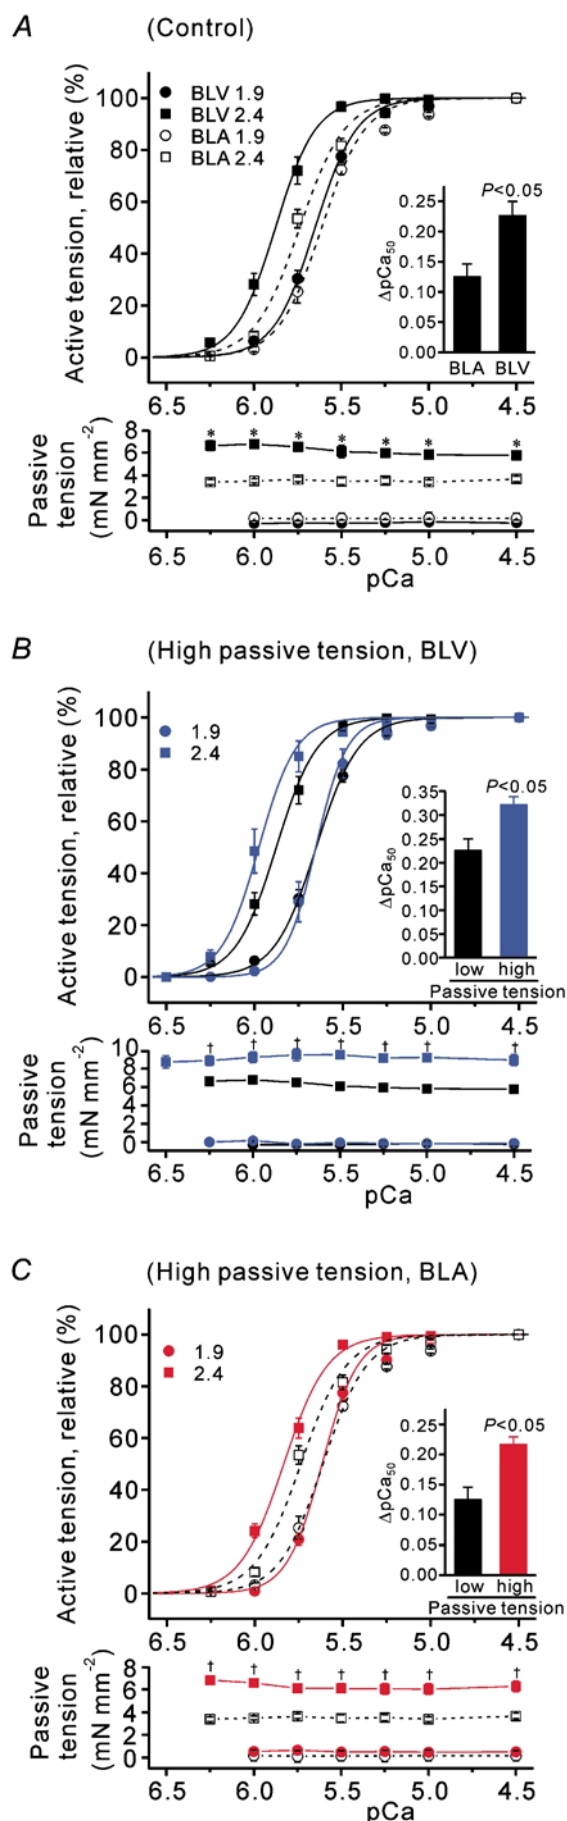 A (Control)
Active tension, relative (%)
100
80
60
40
20
0
BLV 1.9
BLV 2.4
BLA 1.9
BLA 2.4
P<0.05
ΔpCa50
0.25
0.20
0.15
0.10
0.05
0.00
BLA BLV
6.5 6.0 5.5 5.0 4.5
Passive tension (mN mm-2)
8
6
4
2
0
* * * * * * *
6.5 6.0 5.5 5.0 4.5
pCa
B (High passive tension, BLV)
Active tension, relative (%)
100
80
60
40
20
0
1.9
2.4
P<0.05
ΔpCa50
0.35
0.30
0.25
0.20
0.15
0.10
0.05
0.00
low high
Passive tension
6.5 6.0 5.5 5.0 4.5
Passive tension (mN mm-2)
10
8
6
4
2
0
† † † † † † †
6.5 6.0 5.5 5.0 4.5
pCa
C (High passive tension, BLA)
Active tension, relative (%)
100
80
60
40
20
0
1.9
2.4
P<0.05
ΔpCa50
0.25
0.20
0.15
0.10
0.05
0.00
low high
Passive tension
6.5 6.0 5.5 5.0 4.5
Passive tension (mN mm-2)
8
6
4
2
0
† † † † † † †
6.5 6.0 5.5 5.0 4.5
pCa